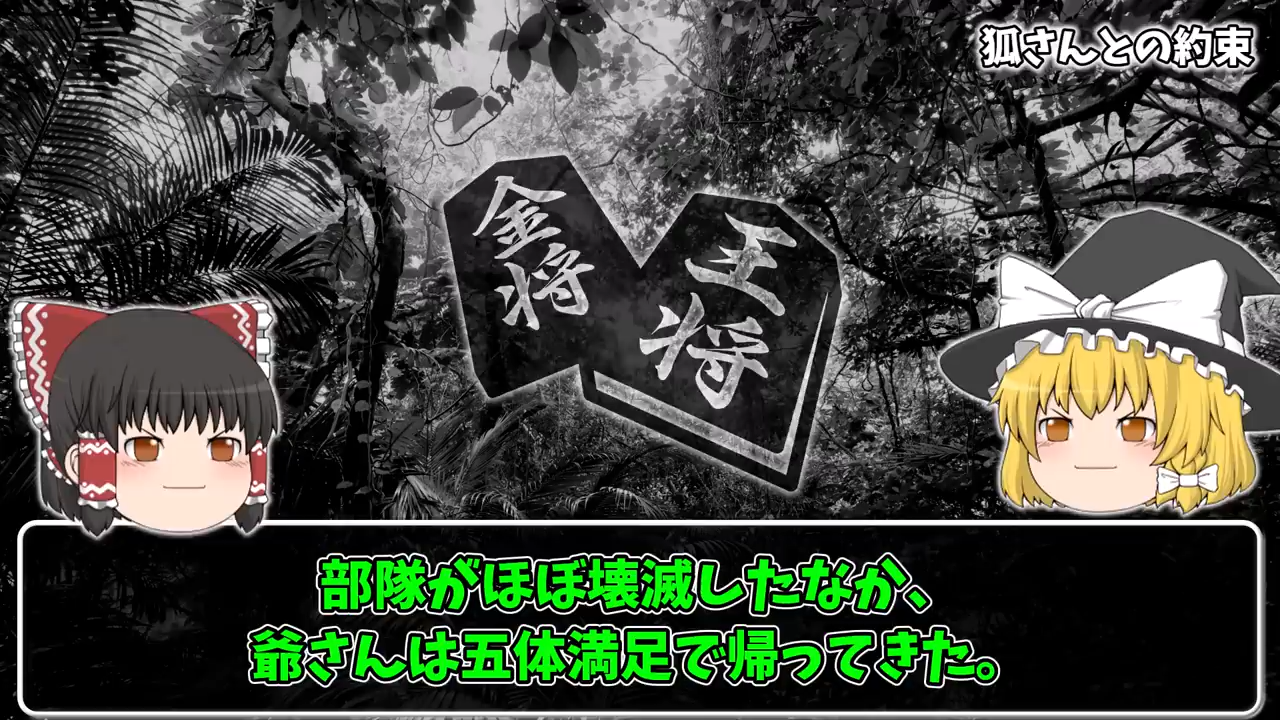 狐さんとの約束
金将
王将
部隊がほぼ壊滅したなか、
爺さんは五体満足で帰ってきた。